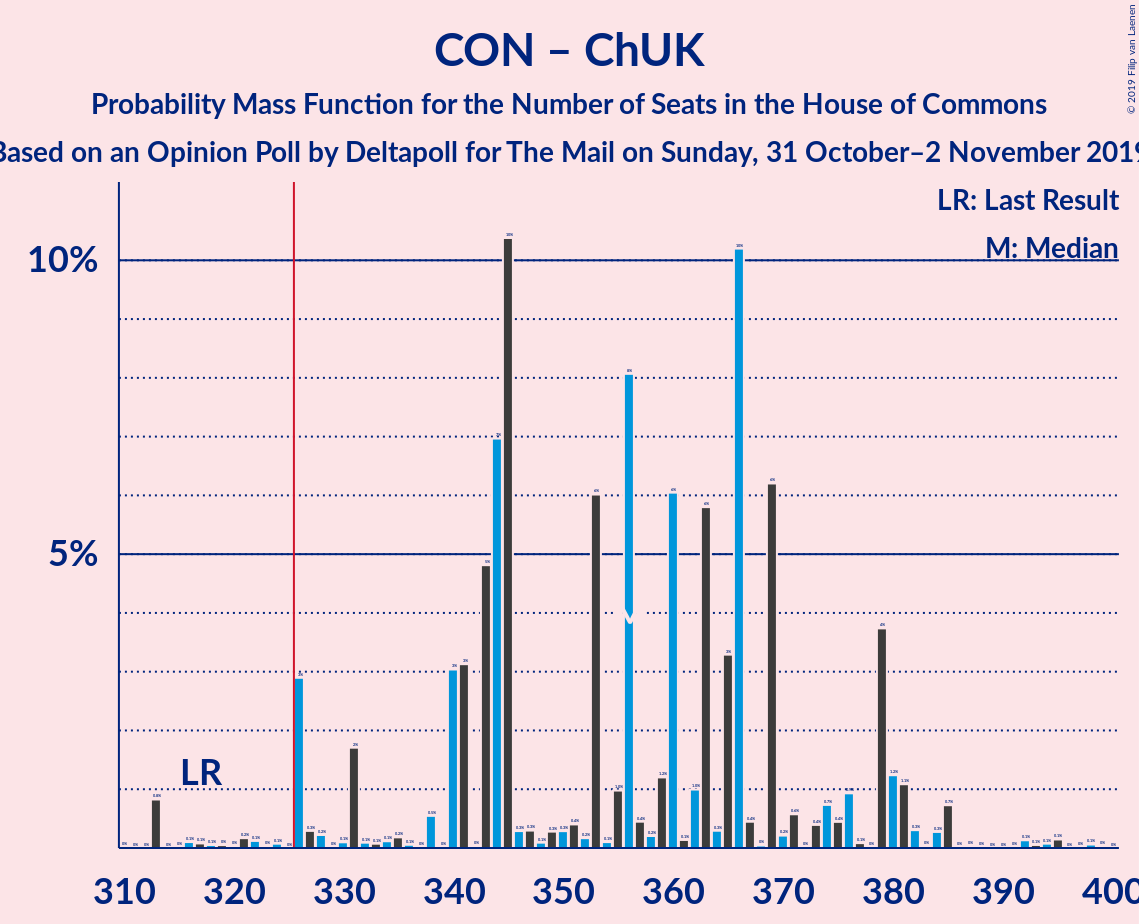 CON – ChUK
Probability Mass Function for the Number of Seats in the House of Commons
Based on an Opinion Poll by Deltapoll for The Mail on Sunday, 31 October–2 November 2019
© 2019 Filip van Laenen
LR: Last Result
M: Median
10%
5%
LR
M
310 320 330 340 350 360 370 380 390 400